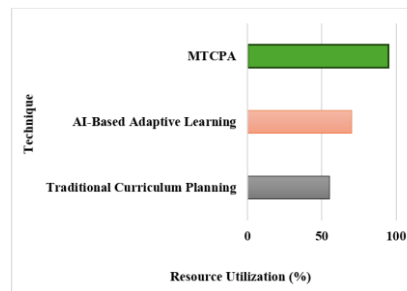 MTCPA
AI-Based Adaptive Learning
Traditional Curriculum Planning
Technique
0 50 100
Resource Utilization (%)